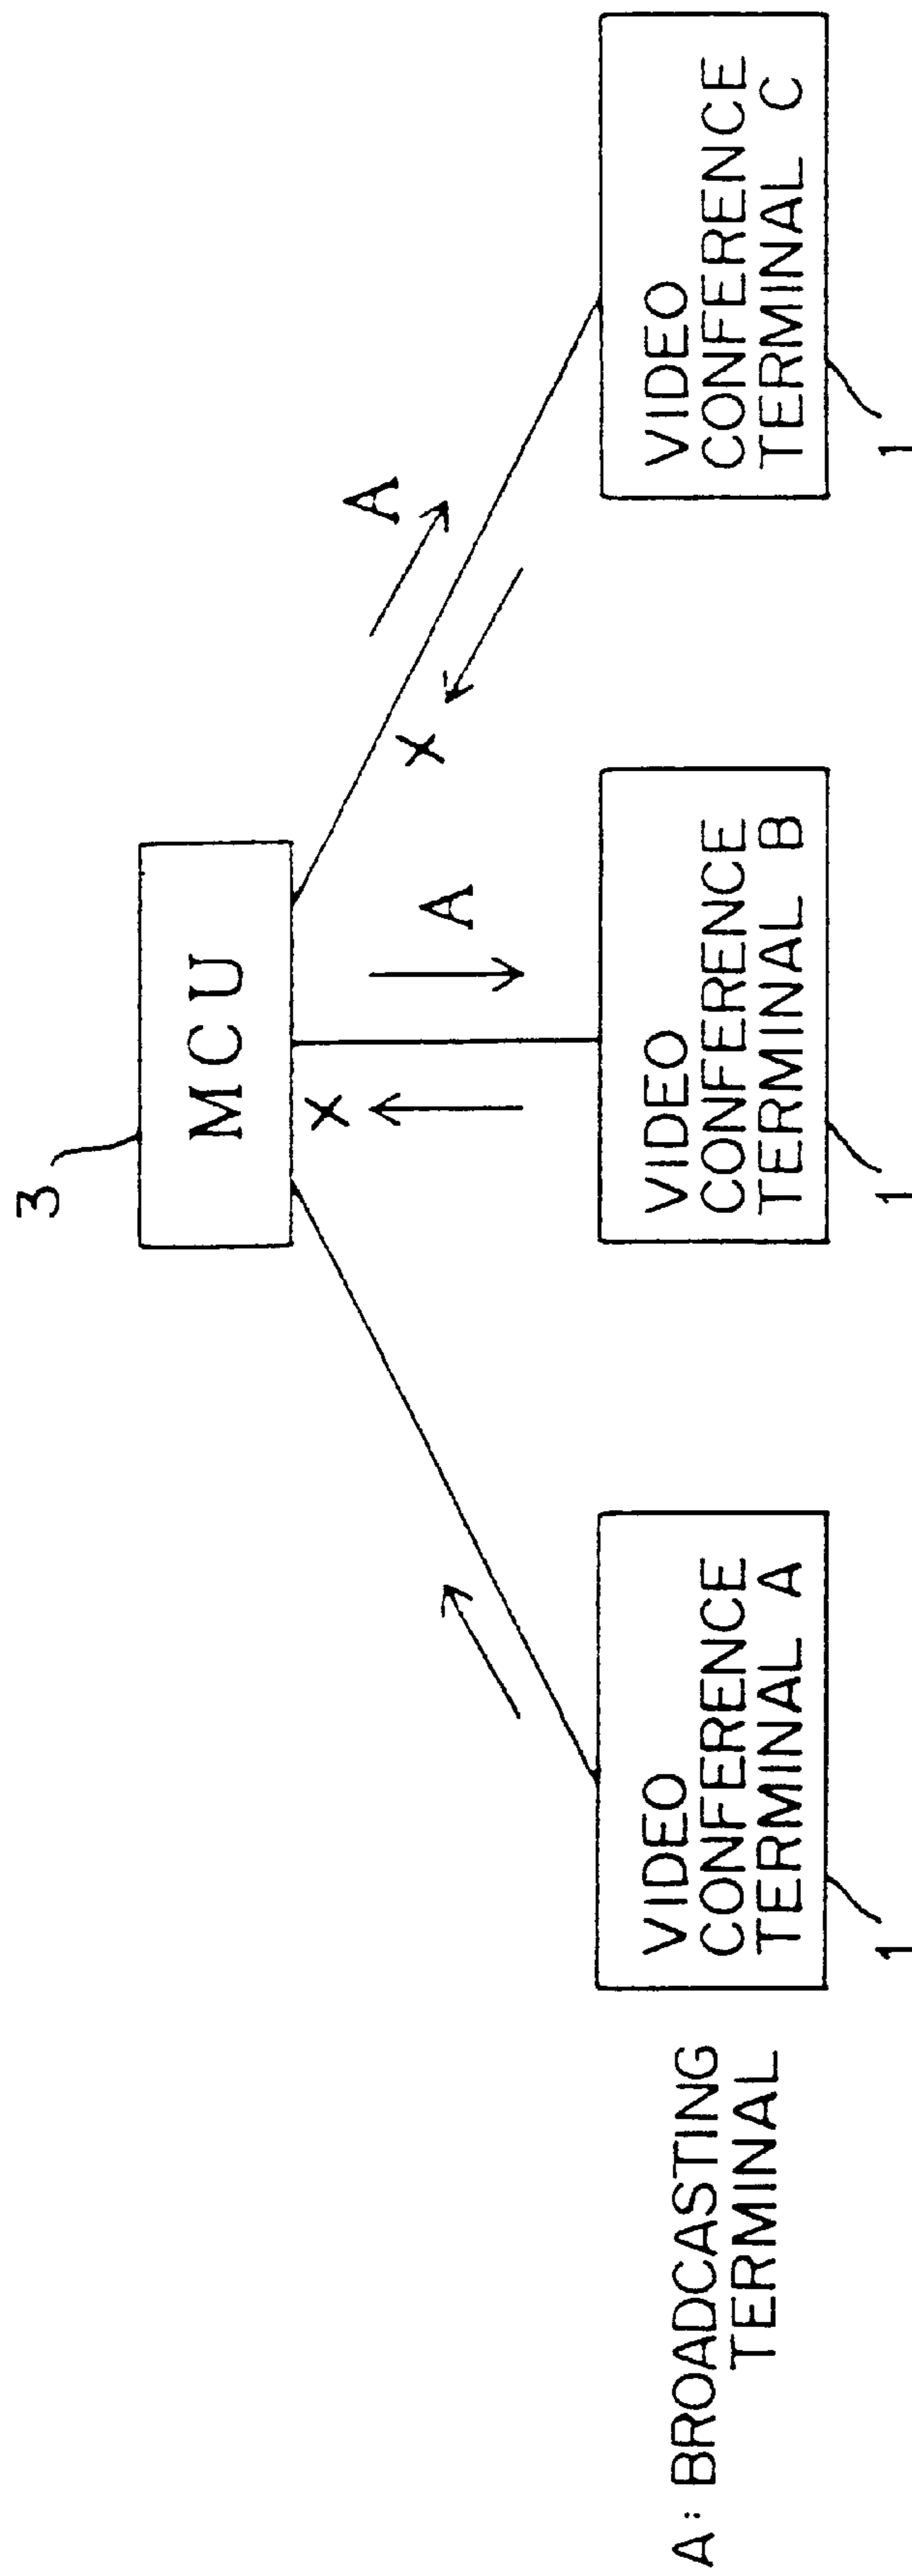 3
MCU
X
A
X
A
VIDEO
CONFERENCE
TERMINAL A
1
VIDEO
CONFERENCE
TERMINAL B
1
VIDEO
CONFERENCE
TERMINAL C
1
A: BROADCASTING
TERMINAL